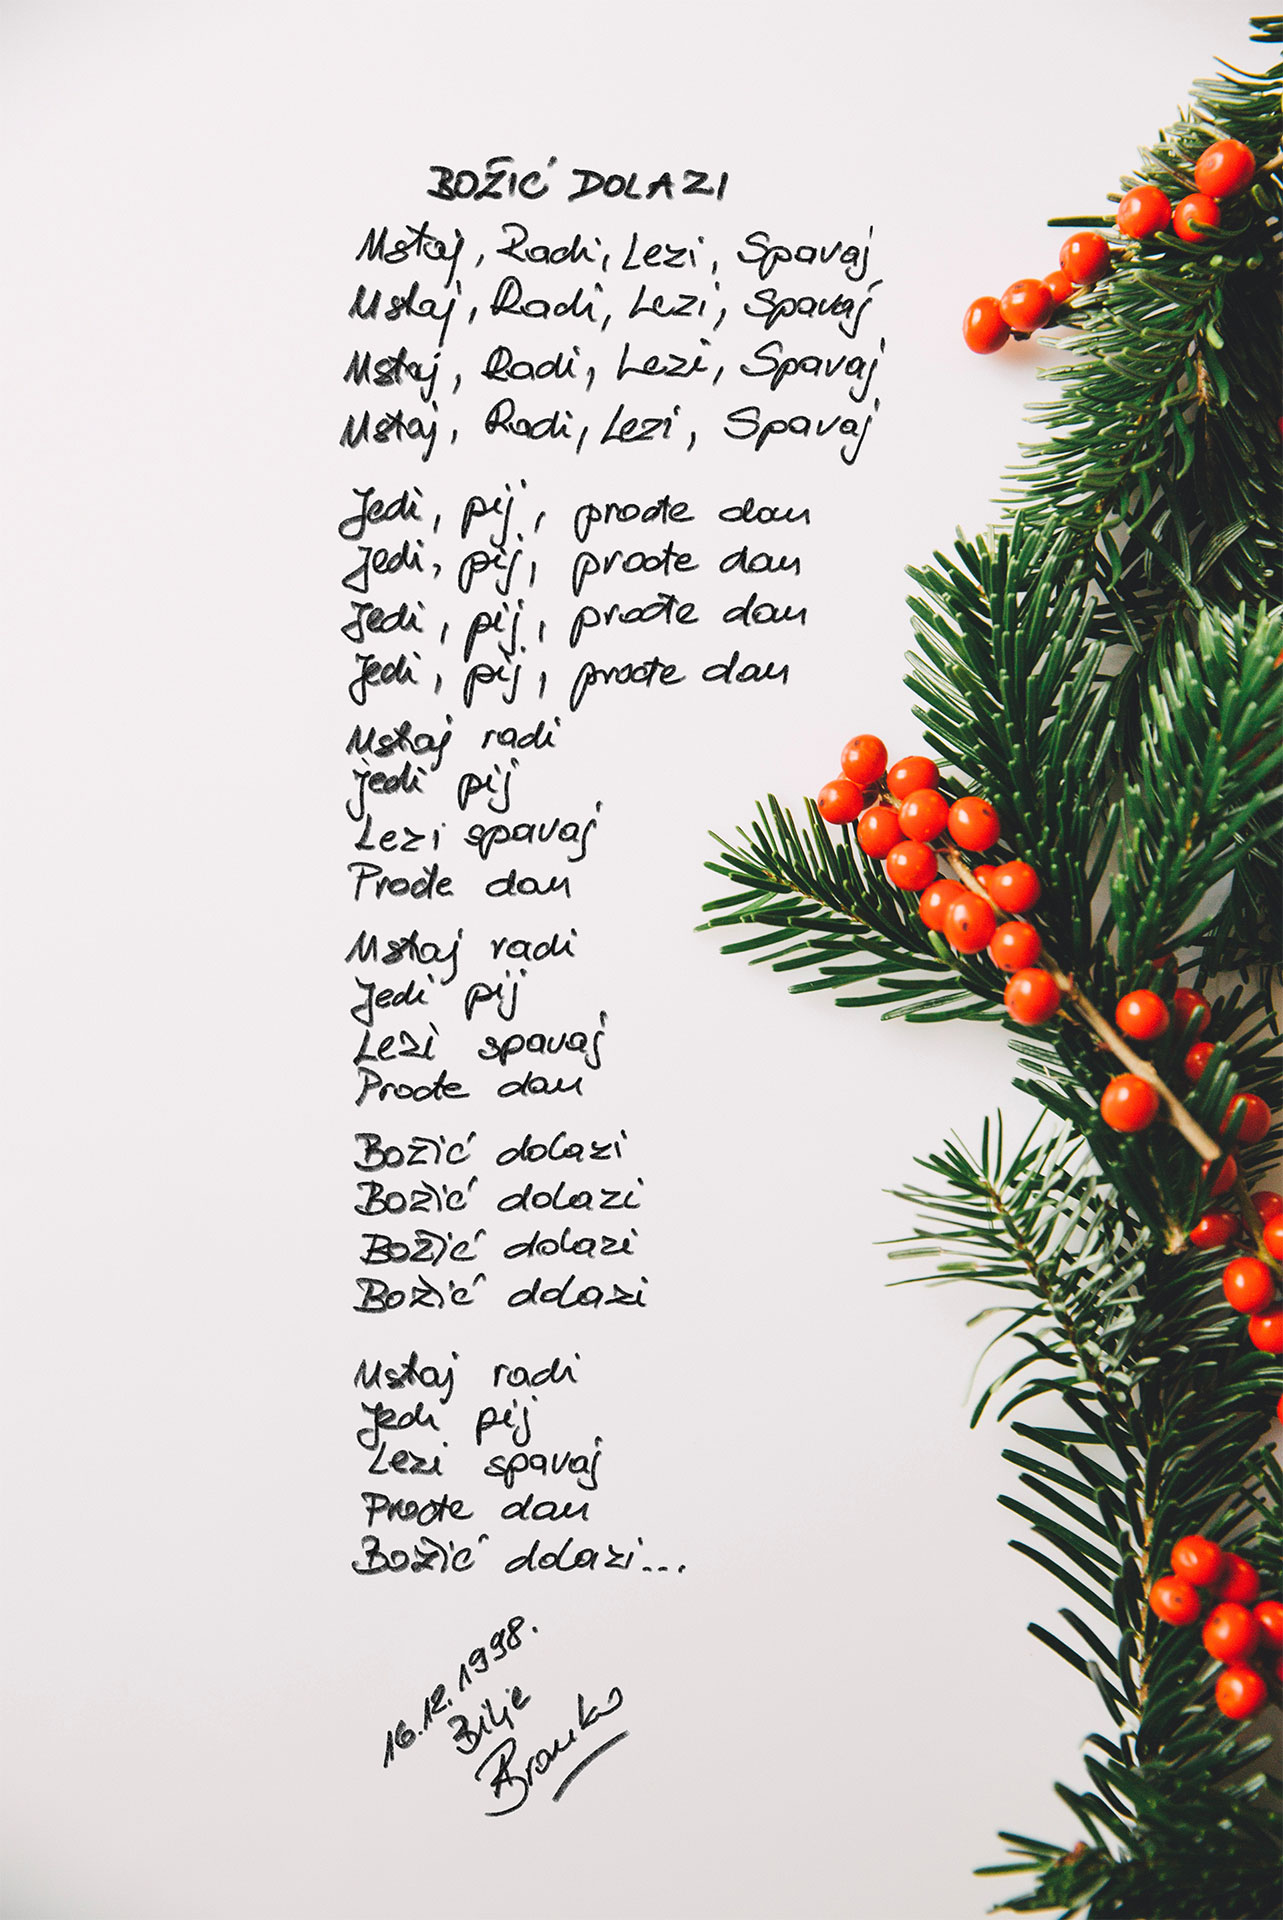 BOŽIĆ DOLAZI
Ustaj, Radi, Lezi, Spavaj
Ustaj, Radi, Lezi, Spavaj
Ustaj, Radi, Lezi, Spavaj
Ustaj, Radi, Lezi, Spavaj
Jedi, pij, prođe dan
Jedi, pij, prođe dan
Jedi, pij, prođe dan
Jedi, pij, prođe dan
Ustaj radi
jedi pij
Lezi spavaj
Prođe dan
Ustaj radi
Jedi pij
Lezi spavaj
Prođe dan
Božić dolazi
Božić dolazi
Božić dolazi
Božić dolazi
Ustaj radi
Jedi pij
Lezi spavaj
Prođe dan
Božić dolazi...
16.12.1998.
Bilje
Branko